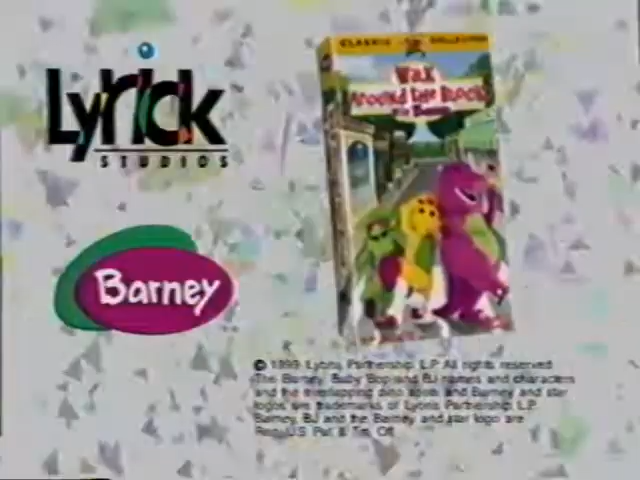 Lyrick
STUDIOS
CLASSIC COLLECTION
Walk
Around the Block
with Barney
Barney
© 1999 Lyons Partnership L.P. All rights reserved
The Barney, Baby Bop and BJ names and characters
and the overlapping dino spots and Barney and star
logos are trademarks of Lyons Partnership, L.P.
Barney, BJ and the Barney and star logo are
Reg. U.S. Pat. & Tm. Off.